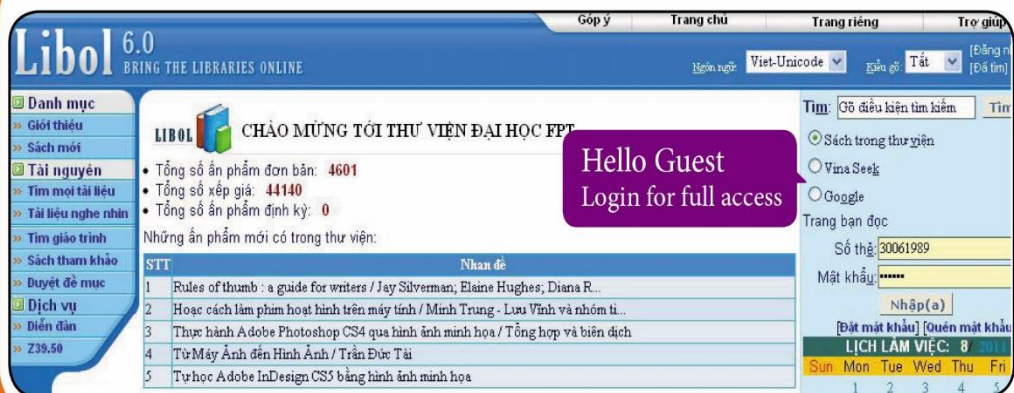 Góp ý Trang chủ Trang riêng Trợ giúp
Libol 6.0
BRING THE LIBRARIES ONLINE
Ngôn ngữ: Viet-Unicode Kiểu gõ: Tắt
[Đã tìm]
Danh mục
» Giới thiệu
» Sách mới
Tài nguyên
» Tìm mọi tài liệu
» Tài liệu nghe nhìn
» Tìm giáo trình
» Sách tham khảo
» Duyệt đề mục
Dịch vụ
» Diễn đàn
» Z39.50
LIBOL CHÀO MỪNG TỚI THƯ VIỆN ĐẠI HỌC FPT
• Tổng số ấn phẩm đơn bản: 4601
• Tổng số xếp giá: 44140
• Tổng số ấn phẩm định kỳ: 0
Những ấn phẩm mới có trong thư viện:
STT Nhan đề
1 Rules of thumb : a guide for writers / Jay Silverman; Elaine Hughes; Diana R...
2 Hoạc cách làm phim hoạt hình trên máy tính / Minh Trung - Lưu Vĩnh và nhóm ti...
3 Thực hành Adobe Photoshop CS4 qua hình ảnh minh họa / Tổng hợp và biên dịch
4 Từ Máy Ảnh đến Hình Ảnh / Trần Đức Tài
5 Tự học Adobe InDesign CS5 bằng hình ảnh minh họa
Hello Guest
Login for full access
Tìm: Gõ điều kiện tìm kiếm Tìm
Sách trong thư viện
Vina Seek
Google
Trang bạn đọc
Số thẻ: 30061989
Mật khẩu: ••••••
Nhập(a)
[Đặt mật khẩu] [Quên mật khẩu
LỊCH LÀM VIỆC: 8/ 2011
Sun Mon Tue Wed Thu Fri
1 2 3 4 5